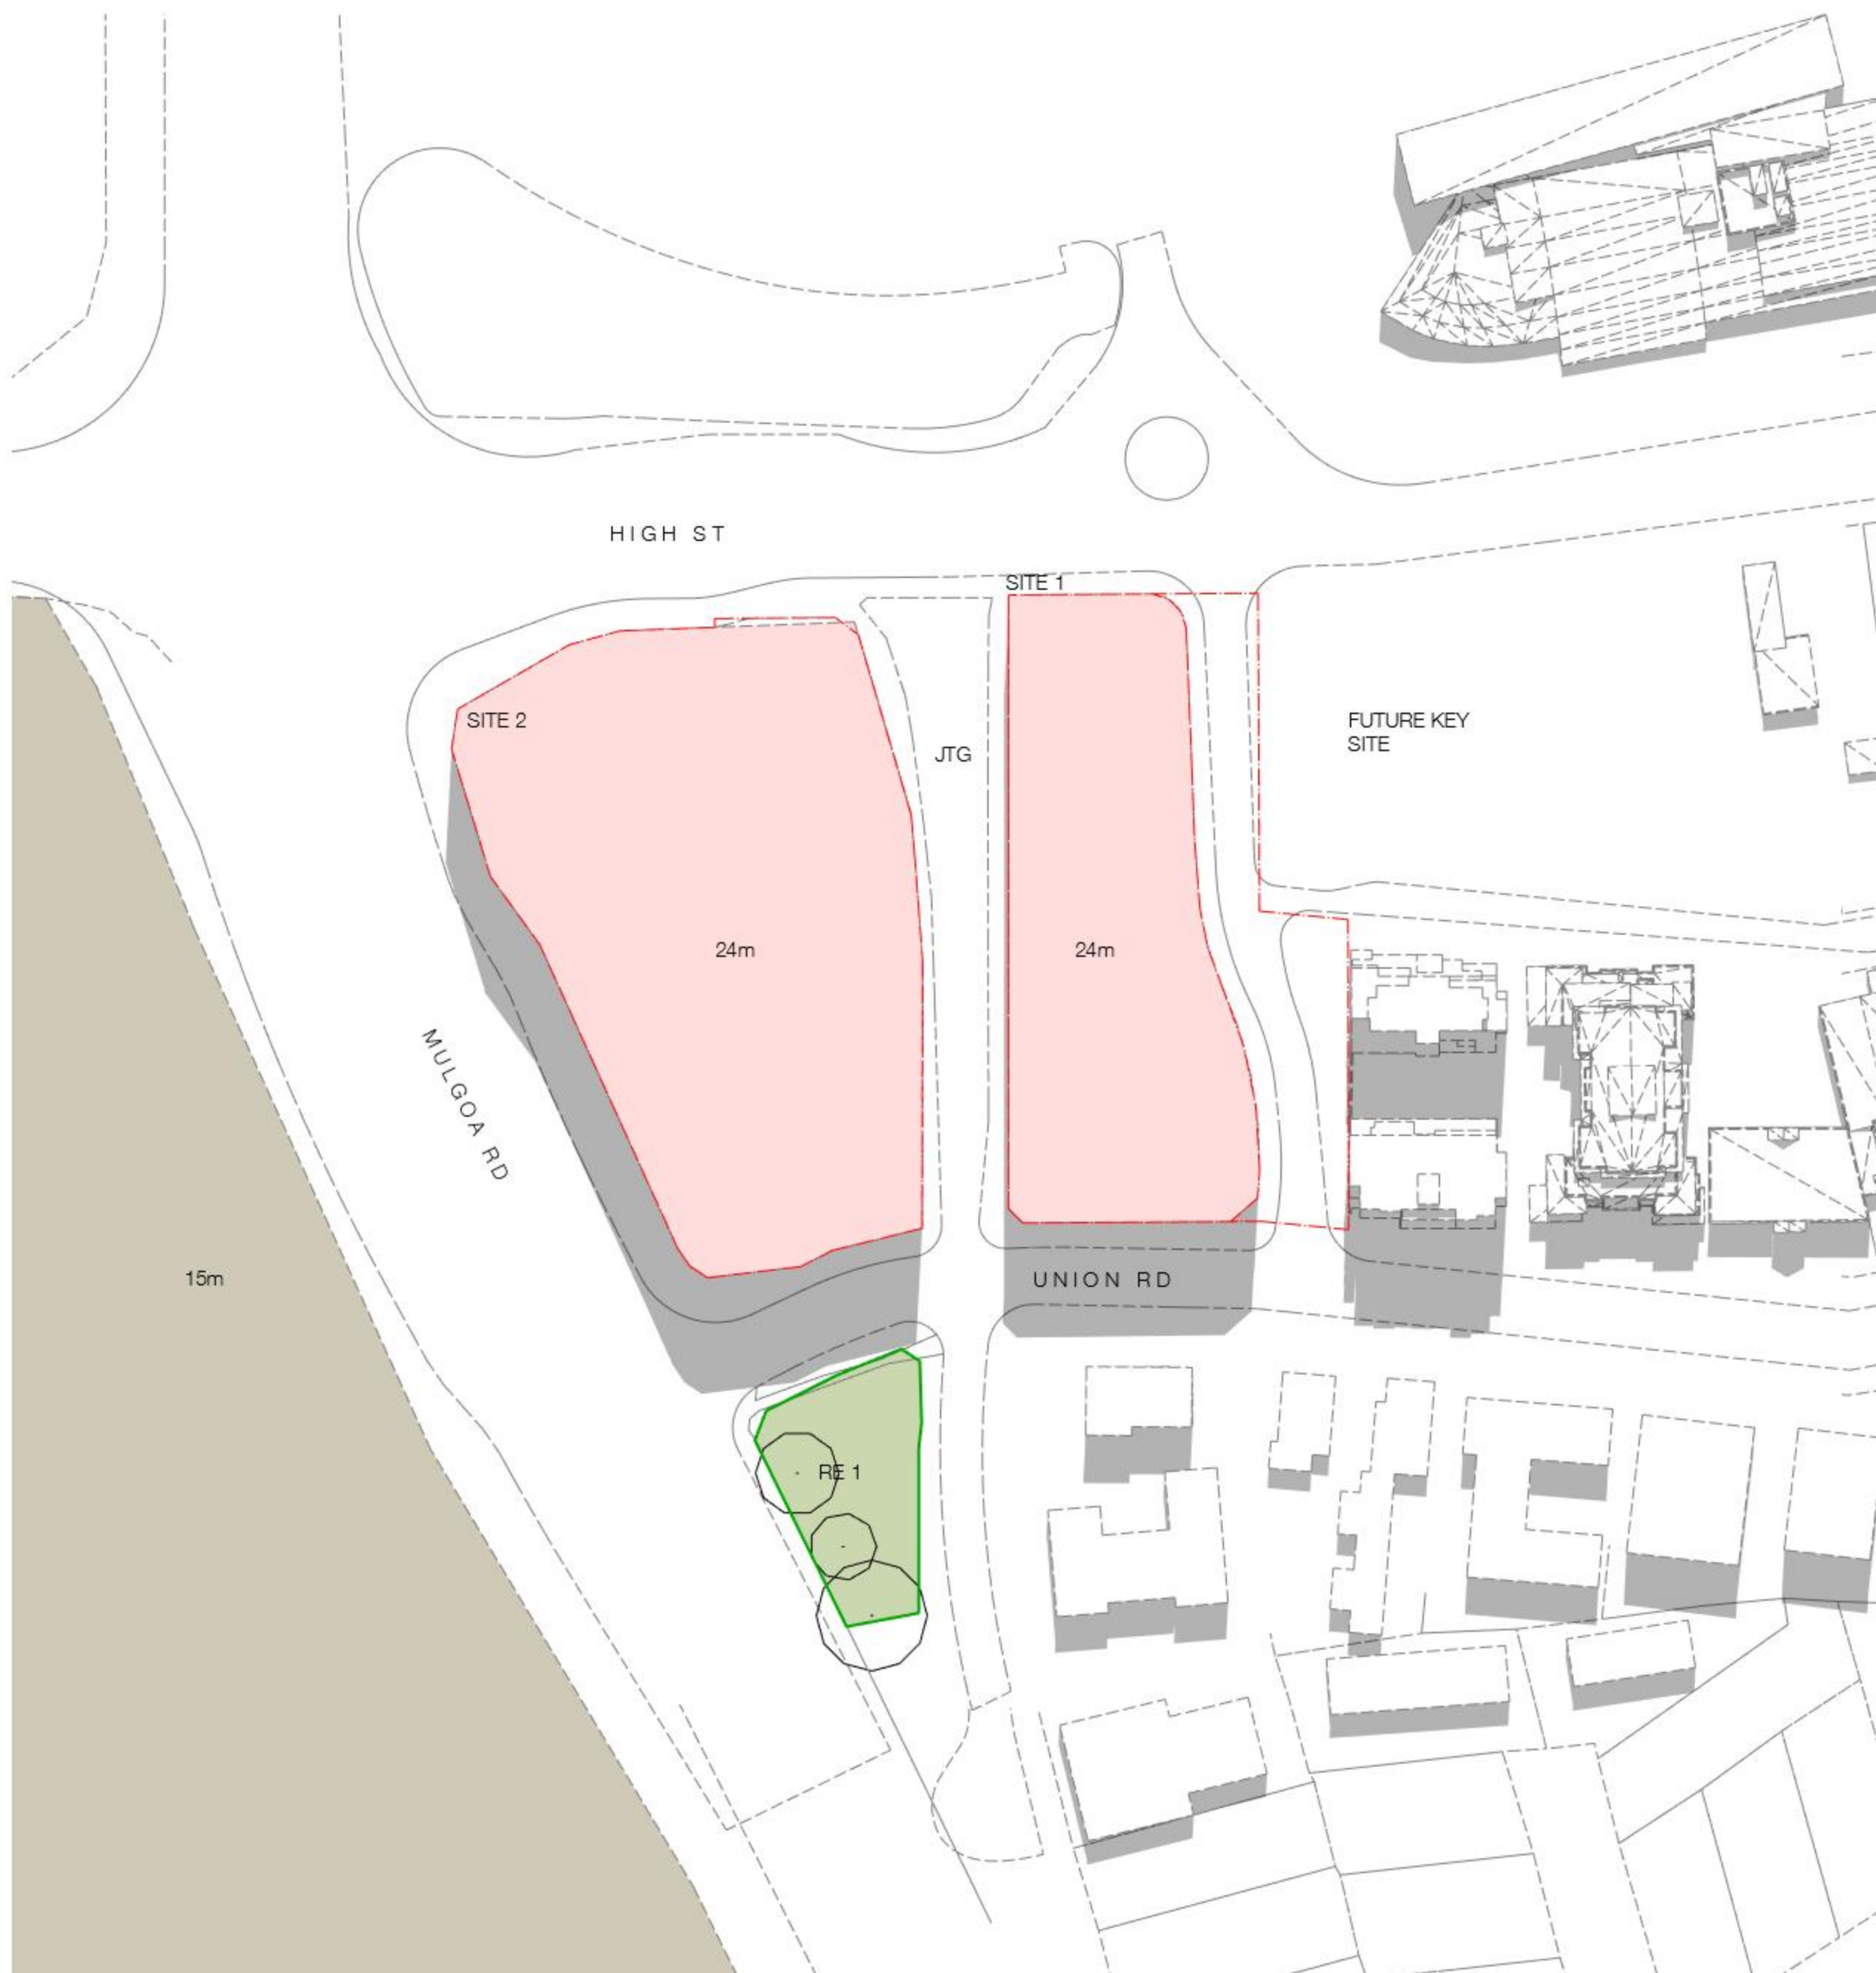 HIGH ST
SITE 1
SITE 2
FUTURE KEY
SITE
JTG
24m
24m
MULGOA RD
15m
UNION RD
RE 1